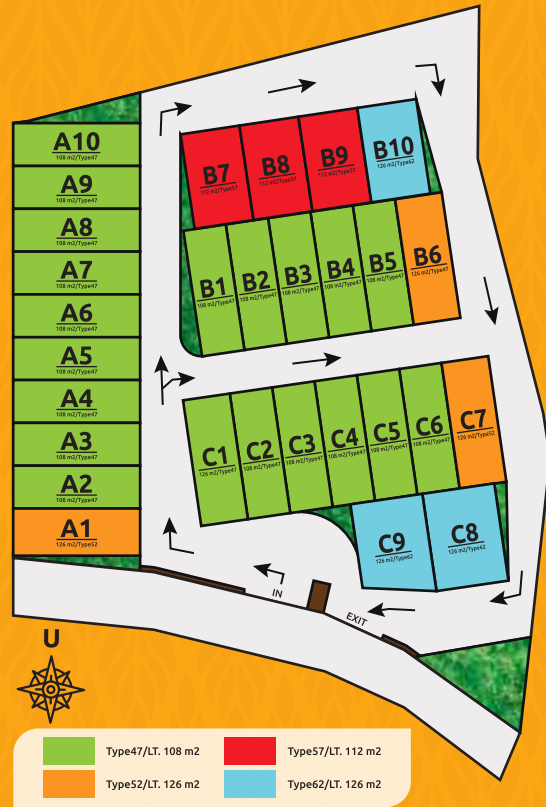 A10
108 m2/Type47
A9
108 m2/Type47
A8
108 m2/Type47
A7
108 m2/Type47
A6
108 m2/Type47
A5
108 m2/Type47
A4
108 m2/Type47
A3
108 m2/Type47
A2
108 m2/Type47
A1
126 m2/Type52
B7
112 m2/Type57
B8
112 m2/Type57
B9
112 m2/Type57
B10
126 m2/Type62
B1
108 m2/Type47
B2
108 m2/Type47
B3
108 m2/Type47
B4
108 m2/Type47
B5
108 m2/Type47
B6
126 m2/Type47
C1
126 m2/Type47
C2
108 m2/Type47
C3
108 m2/Type47
C4
108 m2/Type47
C5
108 m2/Type47
C6
108 m2/Type47
C7
126 m2/Type52
C9
126 m2/Type62
C8
126 m2/Type62
IN
EXIT
U
Type47/LT. 108 m2
Type57/LT. 112 m2
Type52/LT. 126 m2
Type62/LT. 126 m2